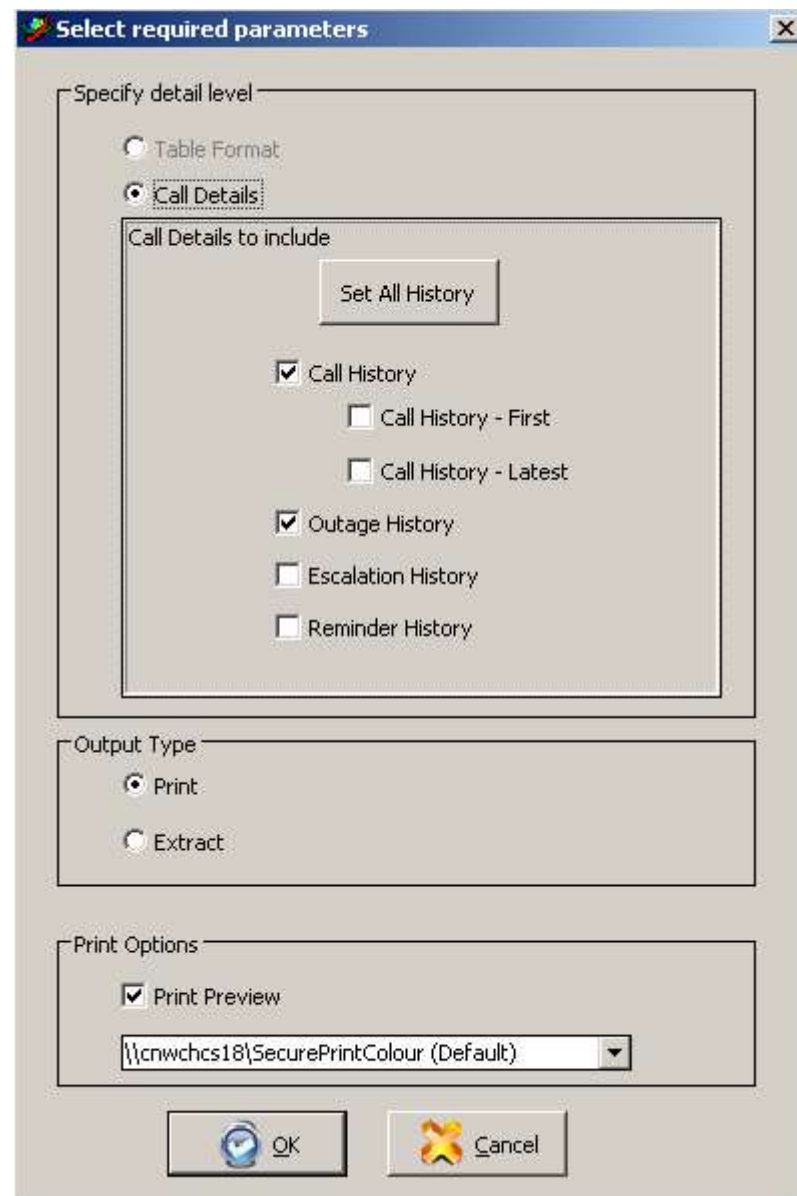 Select required parameters
Specify detail level
Table Format
Call Details
Call Details to include
Set All History
Call History
Call History - First
Call History - Latest
Outage History
Escalation History
Reminder History
Output Type
Print
Extract
Print Options
Print Preview
\\cnwchcs18\SecurePrintColour (Default)
OK
Cancel